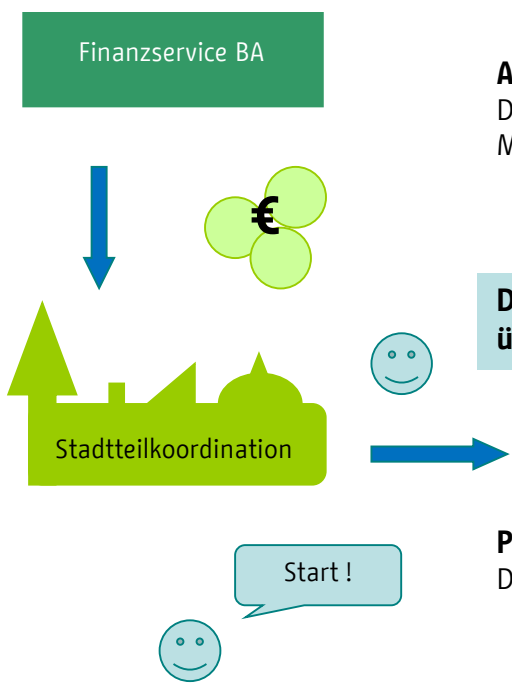 Finanzservice BA
A
D
M
€
D
ü
Stadtteilkoordination
P
D
Start !